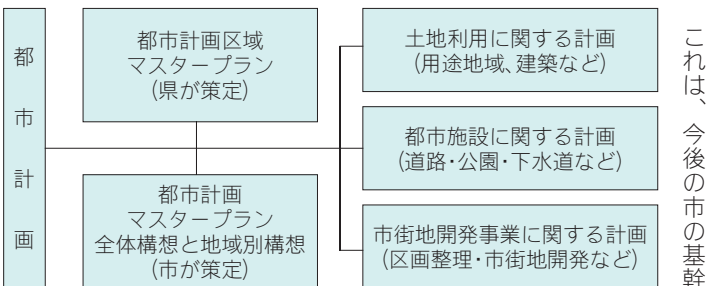 都市計画
都市計画区域
マスタープラン
(県が策定)
都市計画
マスタープラン
全体構想と地域別構想
(市が策定)
土地利用に関する計画
(用途地域、建築など)
都市施設に関する計画
(道路・公園・下水道など)
市街地開発事業に関する計画
(区画整理・市街地開発など)
これは、今後の市の基幹